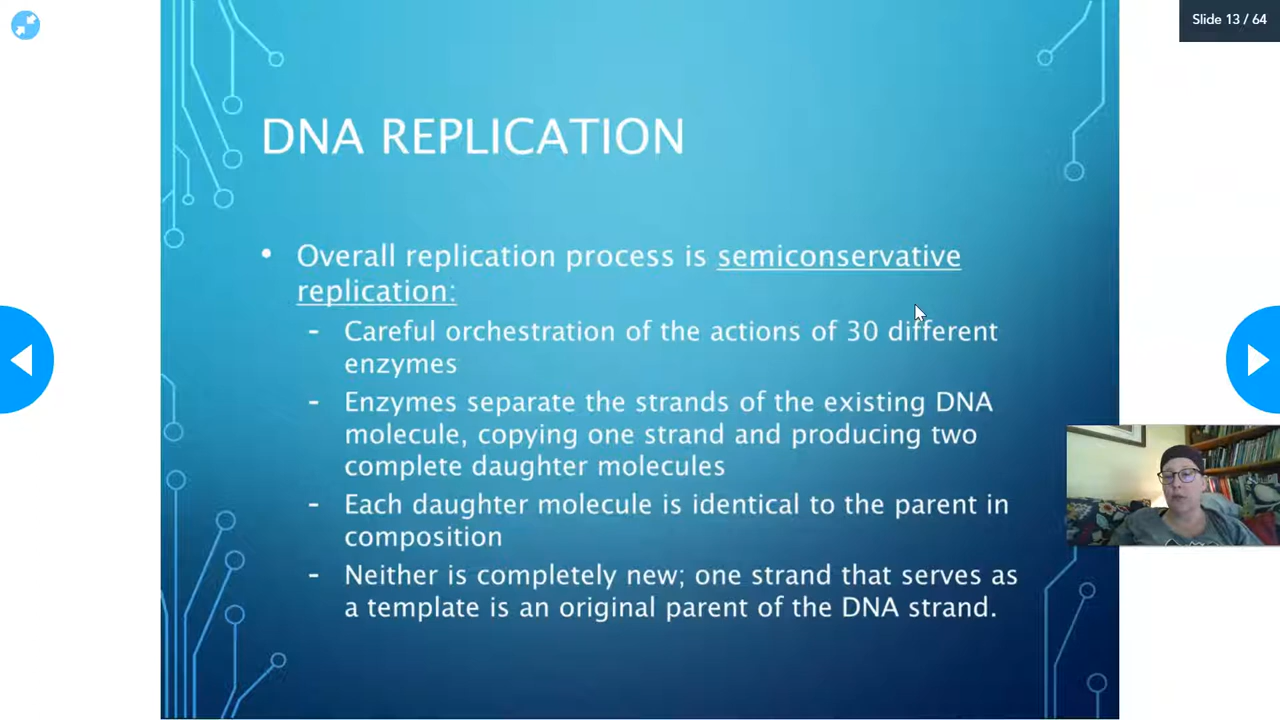 Slide 13 / 64
DNA REPLICATION
• Overall replication process is semiconservative
replication:
- Careful orchestration of the actions of 30 different
enzymes
- Enzymes separate the strands of the existing DNA
molecule, copying one strand and producing two
complete daughter molecules
- Each daughter molecule is identical to the parent in
composition
- Neither is completely new; one strand that serves as
a template is an original parent of the DNA strand.